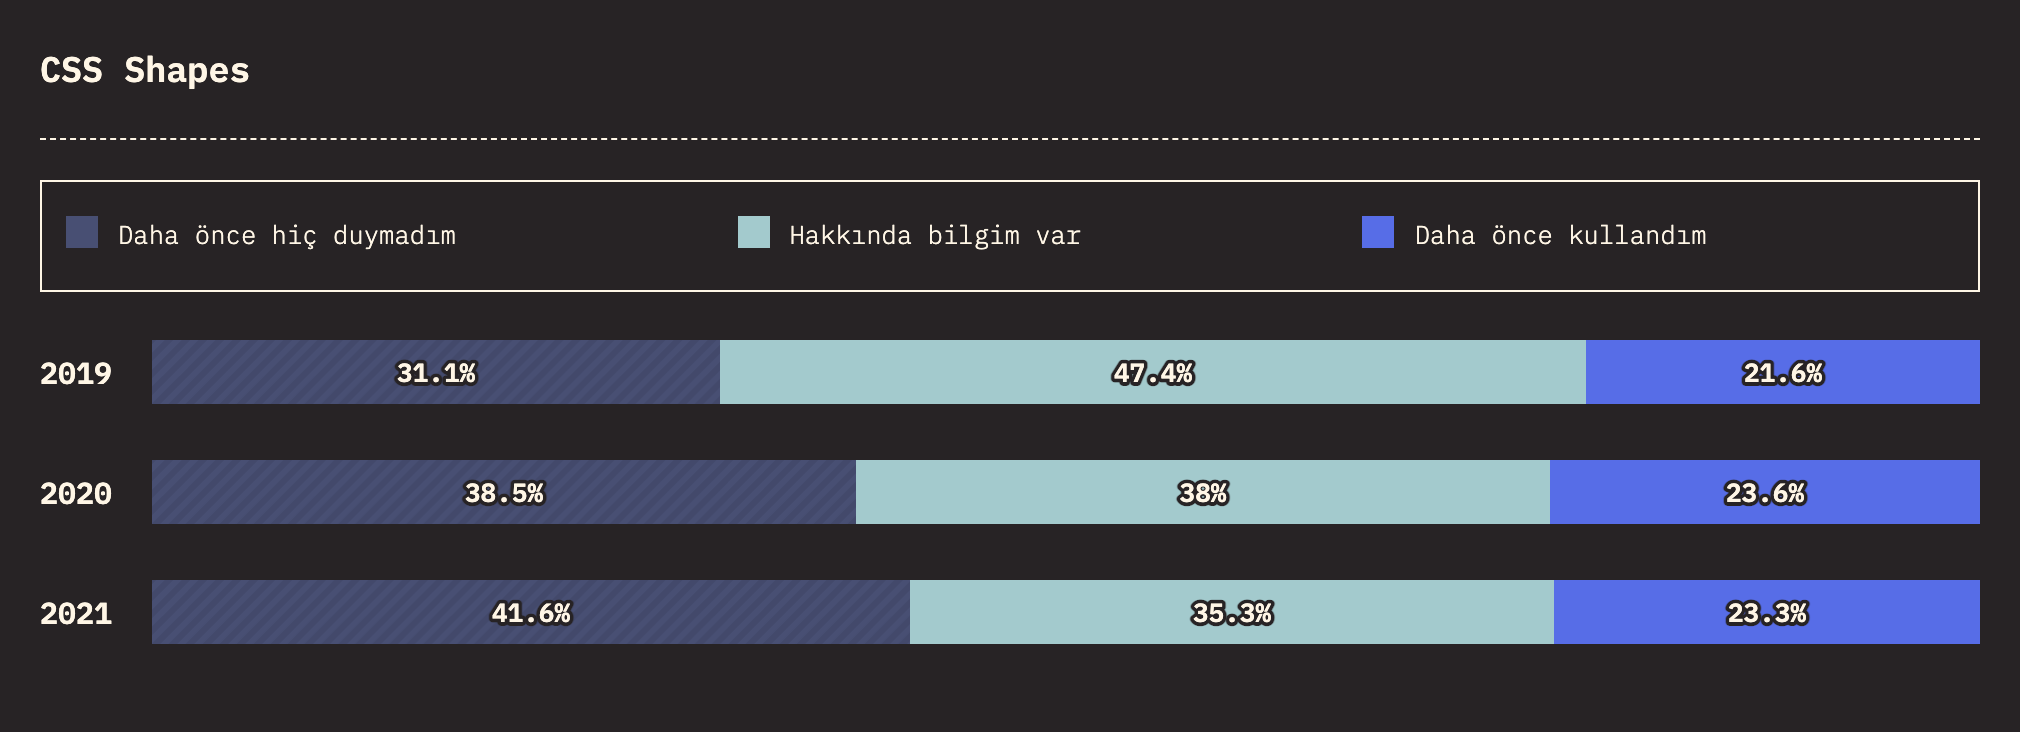 CSS Shapes
Daha önce hiç duymadım Hakkında bilgim var Daha önce kullandım
2019 31.1% 47.4% 21.6%
2020 38.5% 38% 23.6%
2021 41.6% 35.3% 23.3%